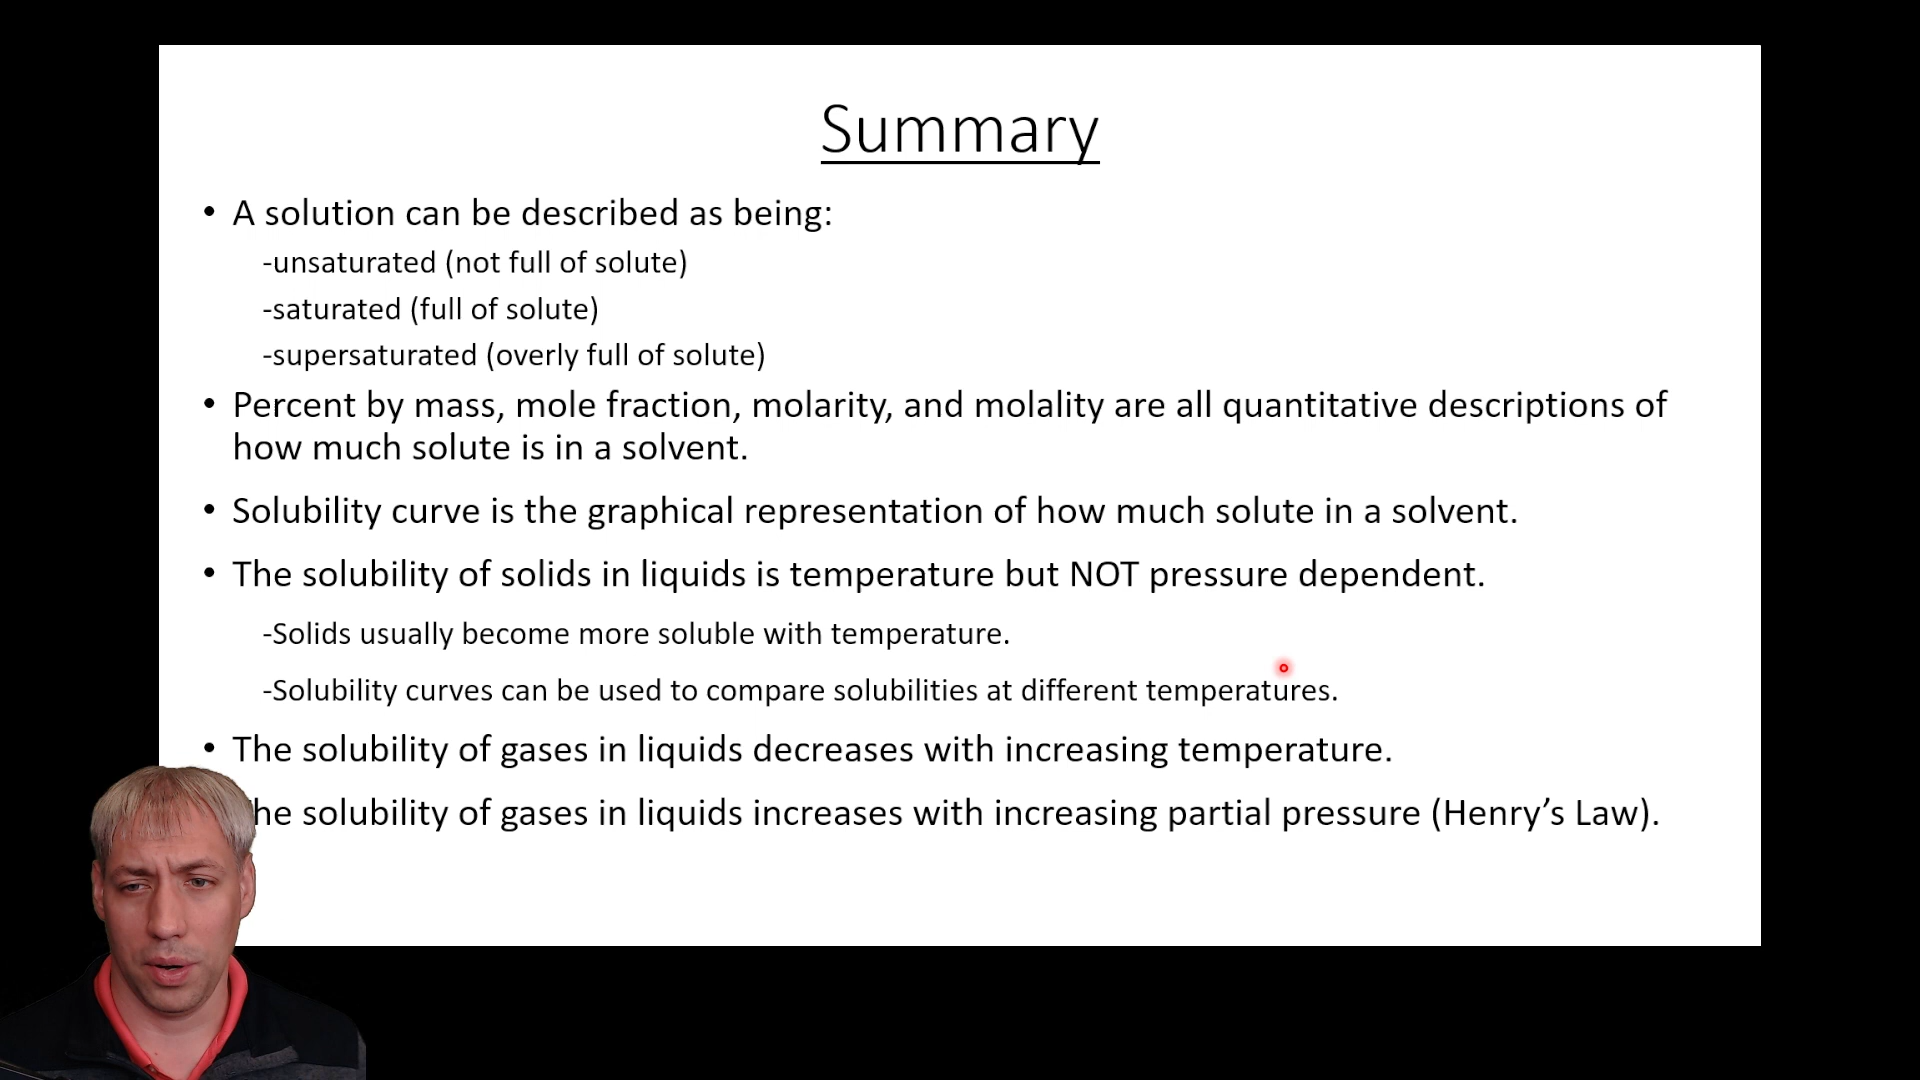 Summary
• A solution can be described as being:
-unsaturated (not full of solute)
-saturated (full of solute)
-supersaturated (overly full of solute)
• Percent by mass, mole fraction, molarity, and molality are all quantitative descriptions of
how much solute is in a solvent.
• Solubility curve is the graphical representation of how much solute in a solvent.
• The solubility of solids in liquids is temperature but NOT pressure dependent.
-Solids usually become more soluble with temperature.
-Solubility curves can be used to compare solubilities at different temperatures.
• The solubility of gases in liquids decreases with increasing temperature.
The solubility of gases in liquids increases with increasing partial pressure (Henry’s Law).